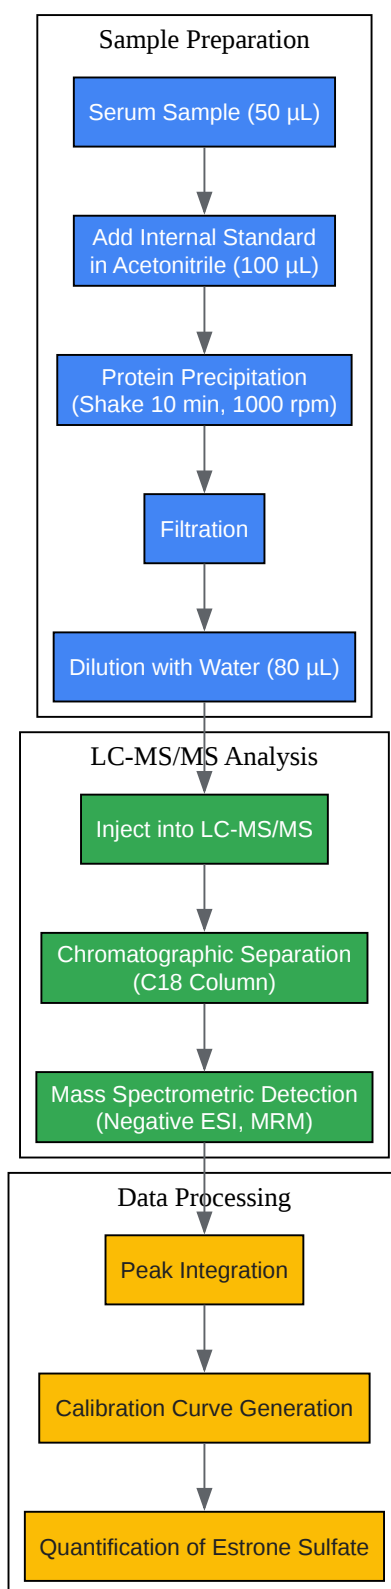 Sample Preparation
Serum Sample (50 µL)
Add Internal Standard
in Acetonitrile (100 µL)
Protein Precipitation
(Shake 10 min, 1000 rpm)
Filtration
Dilution with Water (80 µL)
LC-MS/MS Analysis
Inject into LC-MS/MS
Chromatographic Separation
(C18 Column)
Mass Spectrometric Detection
(Negative ESI, MRM)
Data Processing
Peak Integration
Calibration Curve Generation
Quantification of Estrone Sulfate